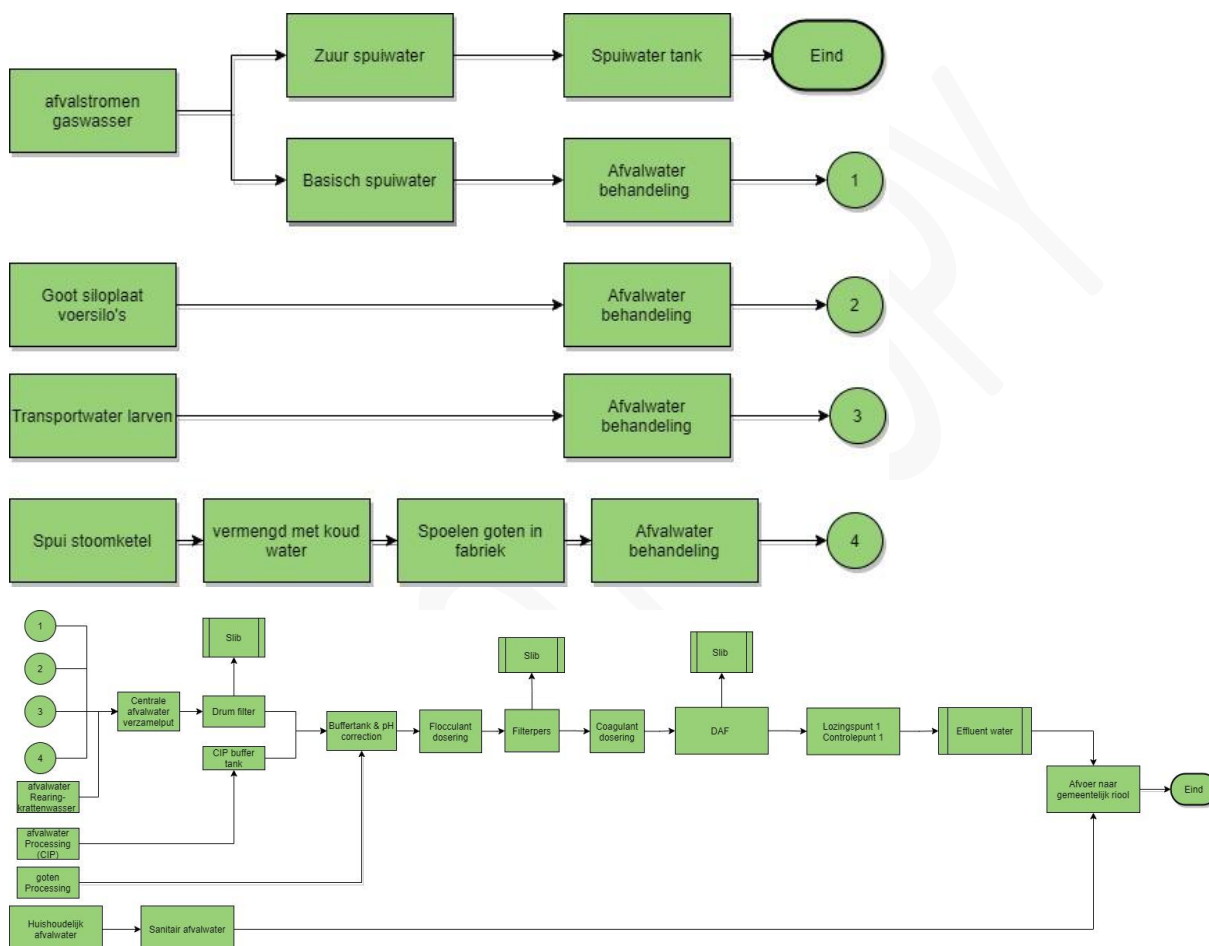 Zuur spuiwater
Spuiwater tank
Eind
afvalstromen
gaswasser
Basisch spuiwater
Afvalwater
behandeling
1
Goot siloplaat
voersilo's
Afvalwater
behandeling
2
Transportwater larven
Afvalwater
behandeling
3
Spui stoomketel
vermengd met koud
water
Spoelen goten in
fabriek
Afvalwater
behandeling
4
1
2
3
4
afvalwater
Rearing-
krattenwasser
afvalwater
Processing
(CIP)
goten
Processing
Huishoudelijk
afvalwater
Sanitair afvalwater
Centrale
afvalwater
verzamelput
Slib
Drum filter
CIP buffer
tank
Buffertank & pH
correction
Flocculant
dosering
Slib
Filterpers
Coagulant
dosering
Slib
DAF
Lozingspunt 1
Controlepunt 1
Effluent water
Afvoer naar
gemeentelijk riool
Eind